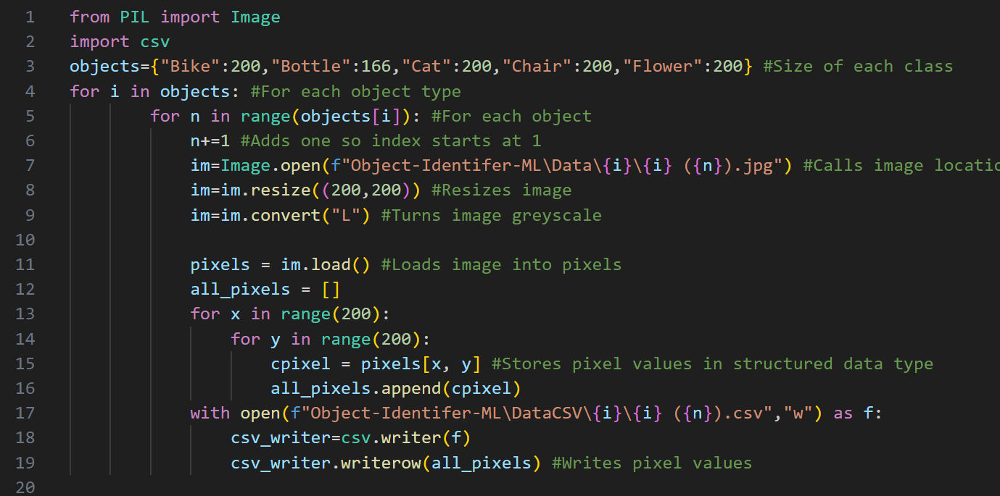 1 from PIL import Image
2 import csv
3 objects={"Bike":200,"Bottle":166,"Cat":200,"Chair":200,"Flower":200} #Size of each class
4 for i in objects: #For each object type
5 for n in range(objects[i]): #For each object
6 n+=1 #Adds one so index starts at 1
7 im=Image.open(f"Object-Identifer-ML\Data\{i}\{i} ({n}).jpg") #Calls image locatio
8 im=im.resize((200,200)) #Resizes image
9 im=im.convert("L") #Turns image greyscale
10
11 pixels = im.load() #Loads image into pixels
12 all_pixels = []
13 for x in range(200):
14 for y in range(200):
15 cpixel = pixels[x, y] #Stores pixel values in structured data type
16 all_pixels.append(cpixel)
17 with open(f"Object-Identifer-ML\DataCSV\{i}\{i} ({n}).csv","w") as f:
18 csv_writer=csv.writer(f)
19 csv_writer.writerow(all_pixels) #Writes pixel values
20